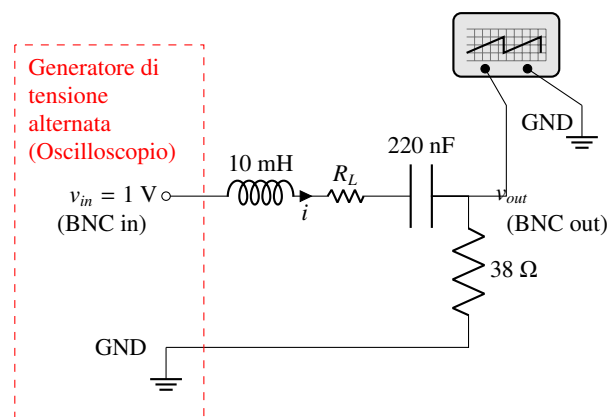 Generatore di
tensione
alternata
(Oscilloscopio)
GND
10 mH
R_L
220 nF
v_in = 1 V
(BNC in)
i
v_out
(BNC out)
38 Ω
GND